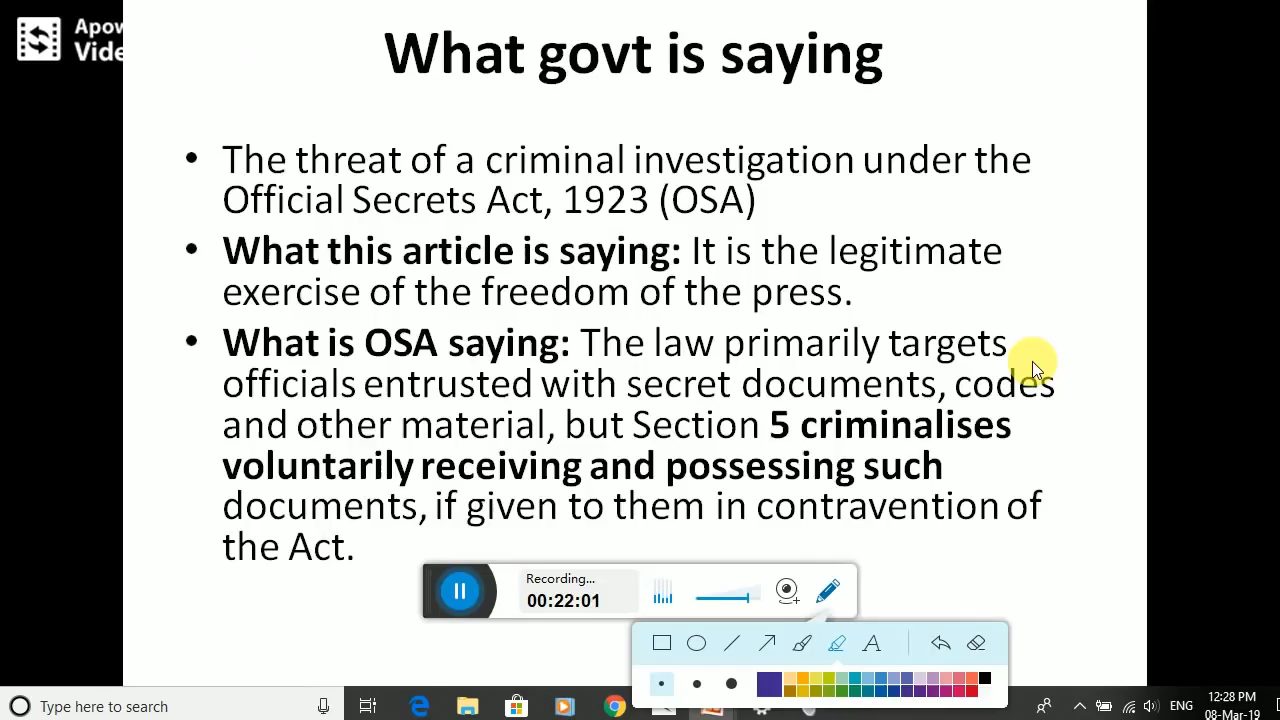 Apow
Vide
What govt is saying
• The threat of a criminal investigation under the
Official Secrets Act, 1923 (OSA)
• What this article is saying: It is the legitimate
exercise of the freedom of the press.
• What is OSA saying: The law primarily targets
officials entrusted with secret documents, codes
and other material, but Section 5 criminalises
voluntarily receiving and possessing such
documents, if given to them in contravention of
the Act.
Recording...
00:22:01
A
Type here to search
ENG
12:28 PM
08-Mar-19